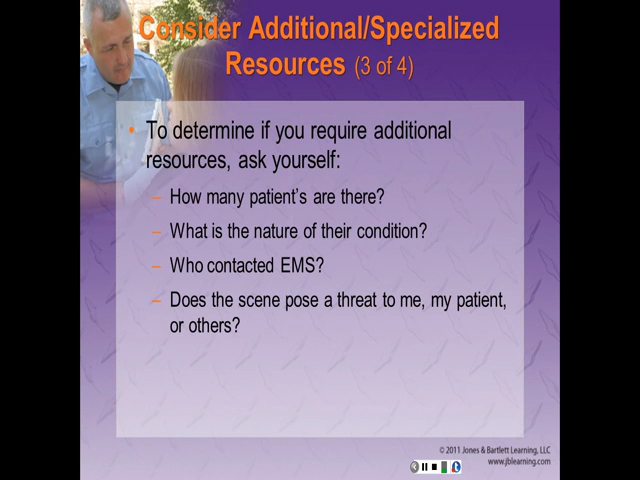 Consider Additional/Specialized
Resources (3 of 4)
• To determine if you require additional
resources, ask yourself:
– How many patient's are there?
– What is the nature of their condition?
– Who contacted EMS?
– Does the scene pose a threat to me, my patient,
or others?
© 2011 Jones & Bartlett Learning, LLC
www.jblearning.com